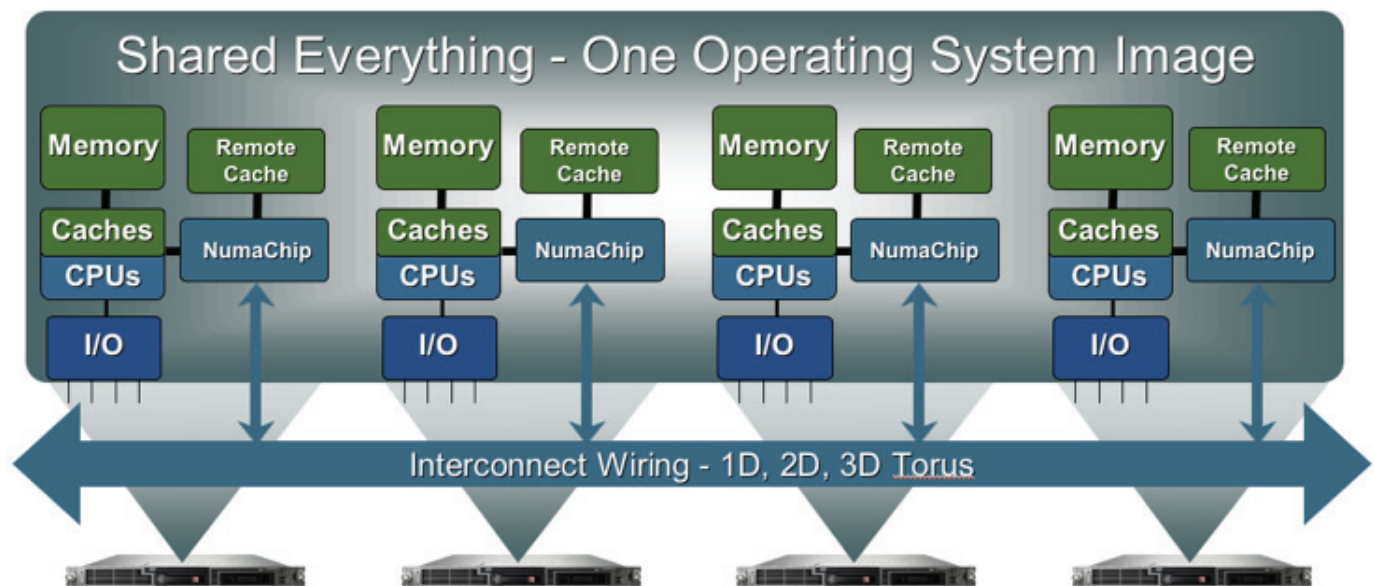 Shared Everything - One Operating System Image
Memory
Remote
Cache
Caches
NumaChip
CPUs
I/O
Memory
Remote
Cache
Caches
NumaChip
CPUs
I/O
Memory
Remote
Cache
Caches
NumaChip
CPUs
I/O
Memory
Remote
Cache
Caches
NumaChip
CPUs
I/O
Interconnect Wiring - 1D, 2D, 3D Torus